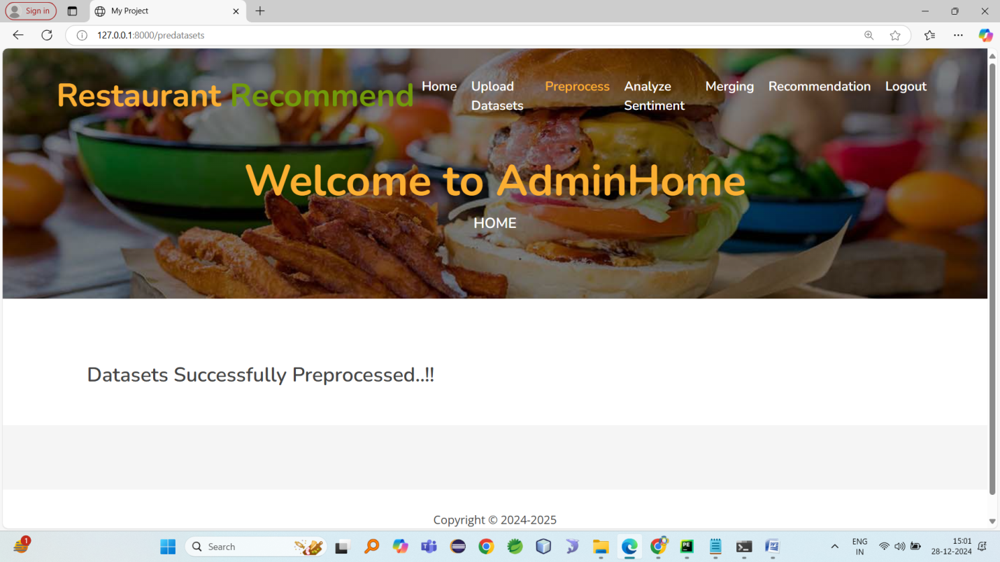 Sign in
My Project
127.0.0.1:8000/predatasets
Restaurant Recommend
Home
Upload Datasets
Preprocess
Analyze Sentiment
Merging
Recommendation
Logout
Welcome to AdminHome
HOME
Datasets Successfully Preprocessed..!!
Copyright © 2024-2025
1
Search
PE
ENG
IN
15:01
28-12-2024